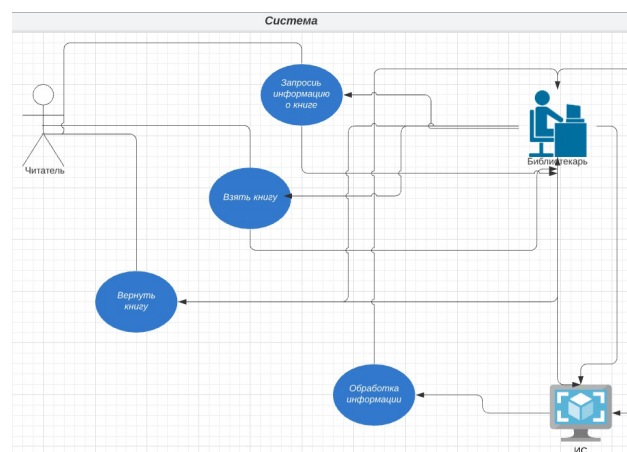 Система
Запросиь
информацию
о книге
Библиотекарь
Читатель
Взять книгу
Вернуть
книгу
Обработка
информации
ИС